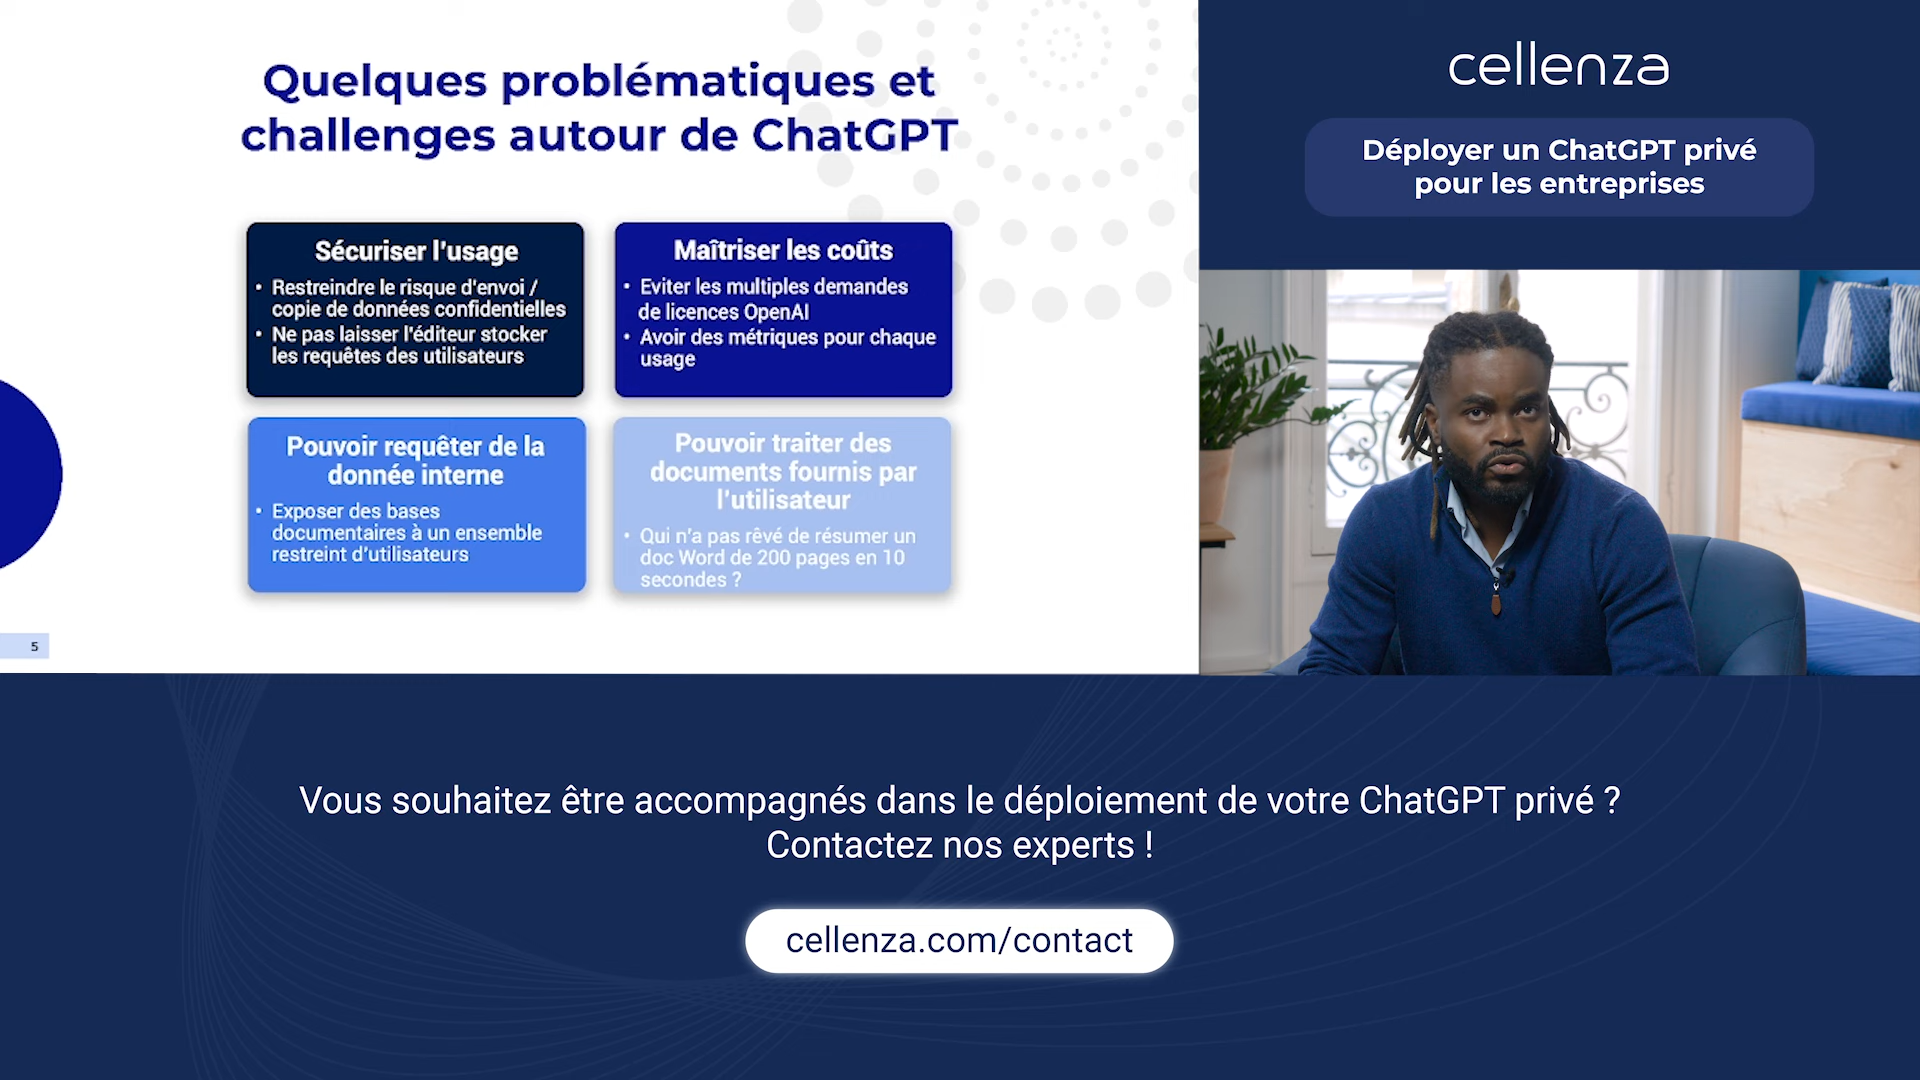 Quelques problématiques et
challenges autour de ChatGPT
Sécuriser l'usage
• Restreindre le risque d'envoi /
copie de données confidentielles
• Ne pas laisser l'éditeur stocker
les requêtes des utilisateurs
Maîtriser les coûts
• Eviter les multiples demandes
de licences OpenAI
• Avoir des métriques pour chaque
usage
Pouvoir requêter de la
donnée interne
• Exposer des bases
documentaires à un ensemble
restreint d'utilisateurs
Pouvoir traiter des
documents fournis par
l'utilisateur
• Qui n'a pas rêvé de résumer un
doc Word de 200 pages en 10
secondes ?
5
cellenza
Déployer un ChatGPT privé
pour les entreprises
Vous souhaitez être accompagnés dans le déploiement de votre ChatGPT privé ?
Contactez nos experts !
cellenza.com/contact